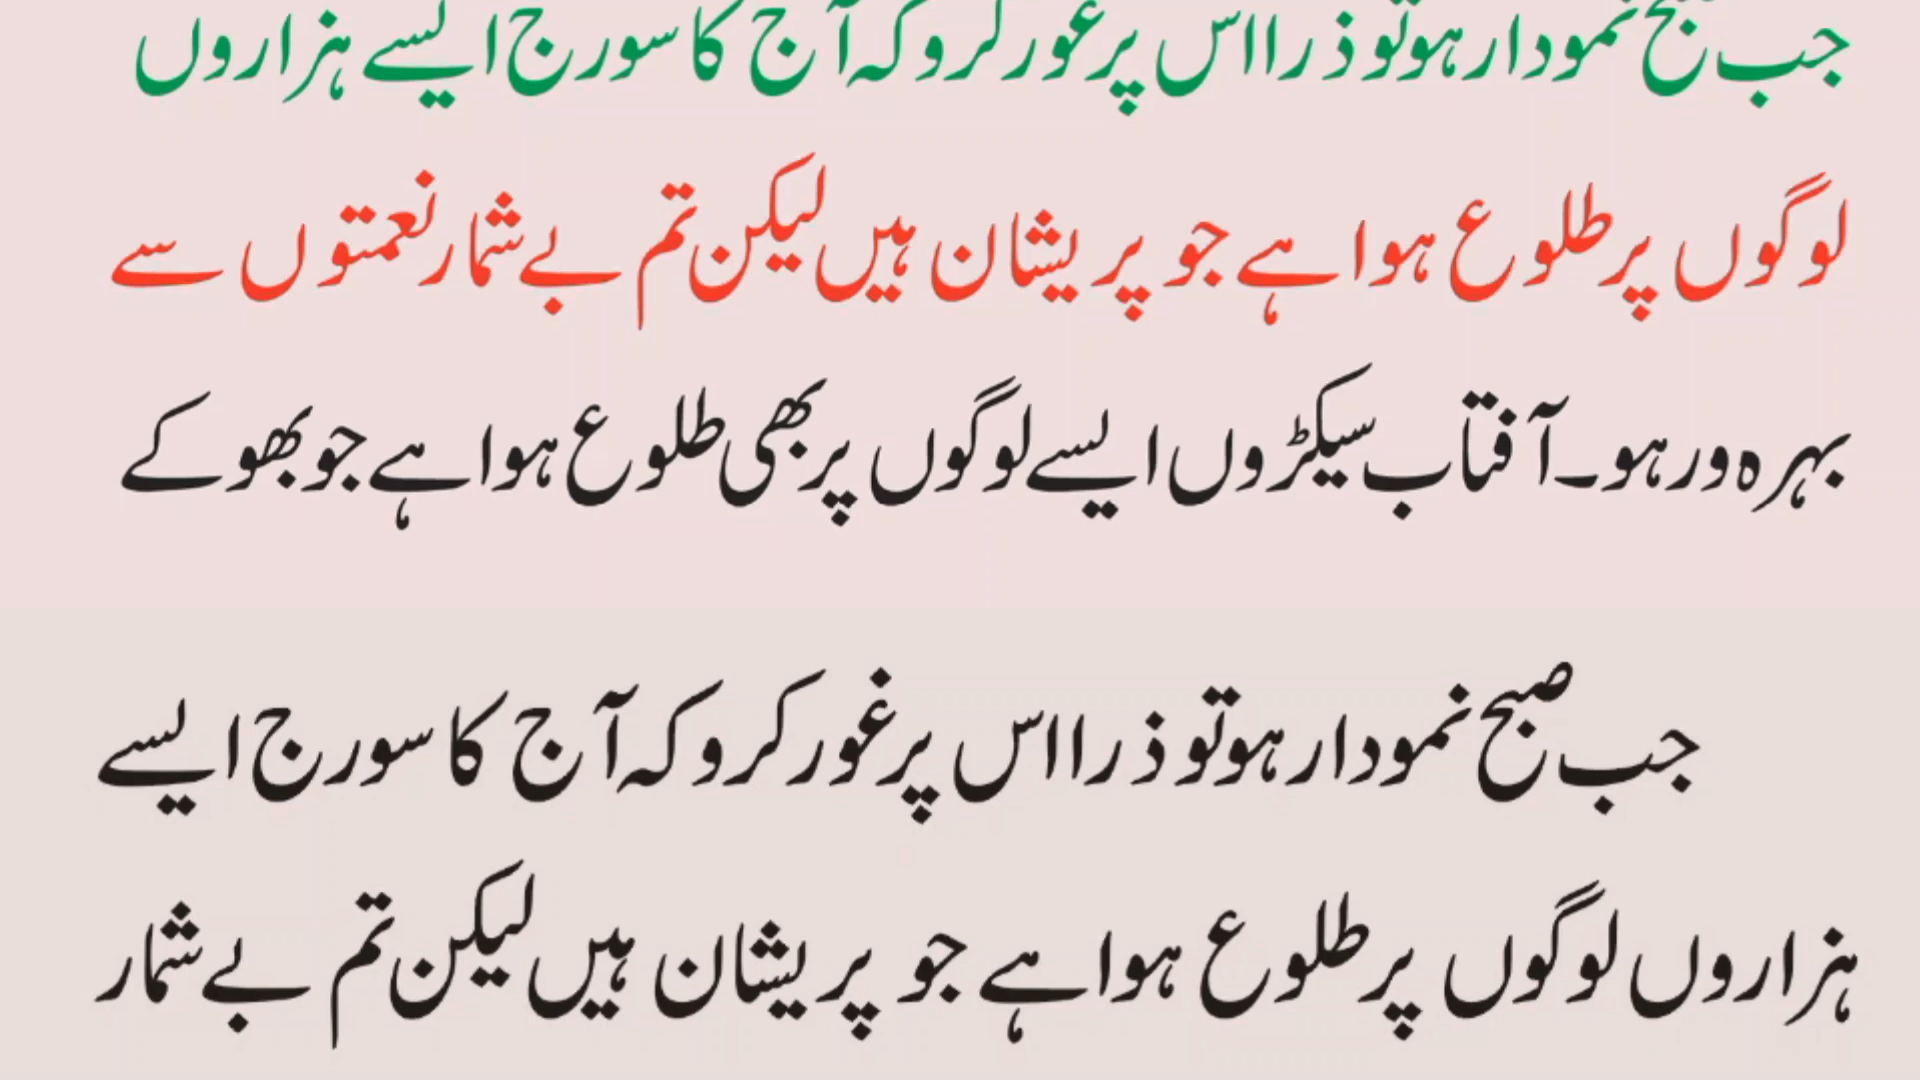 جب صبح نمودار ہو تو ذرا اس پر غور کرو کہ آج کا سورج ایسے ہزاروں
لوگوں پر طلوع ہوا ہے جو پریشان ہیں لیکن تم بے شمار نعمتوں سے
بہرہ ور ہو۔ آفتاب سیکڑوں ایسے لوگوں پر بھی طلوع ہوا ہے جو بھوکے
جب صبح نمودار ہو تو ذرا اس پر غور کرو کہ آج کا سورج ایسے
ہزاروں لوگوں پر طلوع ہوا ہے جو پریشان ہیں لیکن تم بے شمار